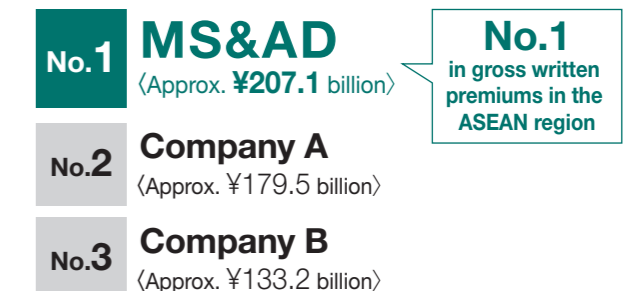 No.1
MS&AD
〈Approx. ¥207.1 billion〉
No.1
in gross written
premiums in the
ASEAN region
No.2
Company A
〈Approx. ¥179.5 billion〉
No.3
Company B
〈Approx. ¥133.2 billion〉